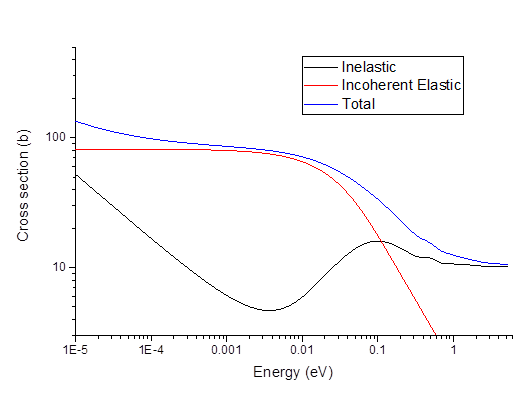 Inelastic
Incoherent Elastic
Total
Cross section (b)
100
10
1E-5 1E-4 0.001 0.01 0.1 1
Energy (eV)